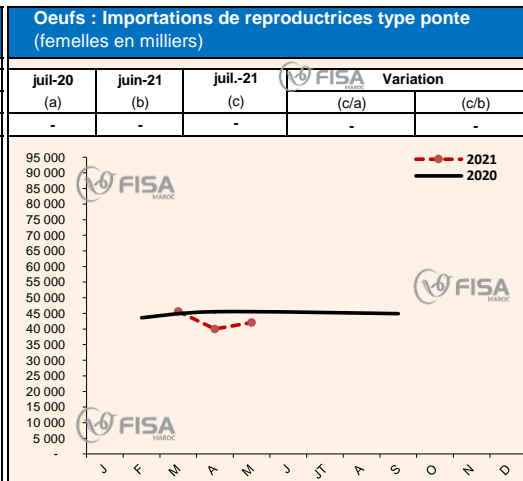 Oeufs : Importations de reproductrices type ponte
(femelles en milliers)
juil-20 juin-21 juil.-21 FISA MAROC Variation
(a) (b) (c) (c/a) (c/b)
- - - - -
95 000
90 000
85 000
80 000
75 000
70 000
65 000
60 000
55 000
50 000
45 000
40 000
35 000
30 000
25 000
20 000
15 000
10 000
5 000
-
2021
2020
FISA
MAROC
FISA
MAROC
FISA
MAROC
J F M A M J JT A S O N D